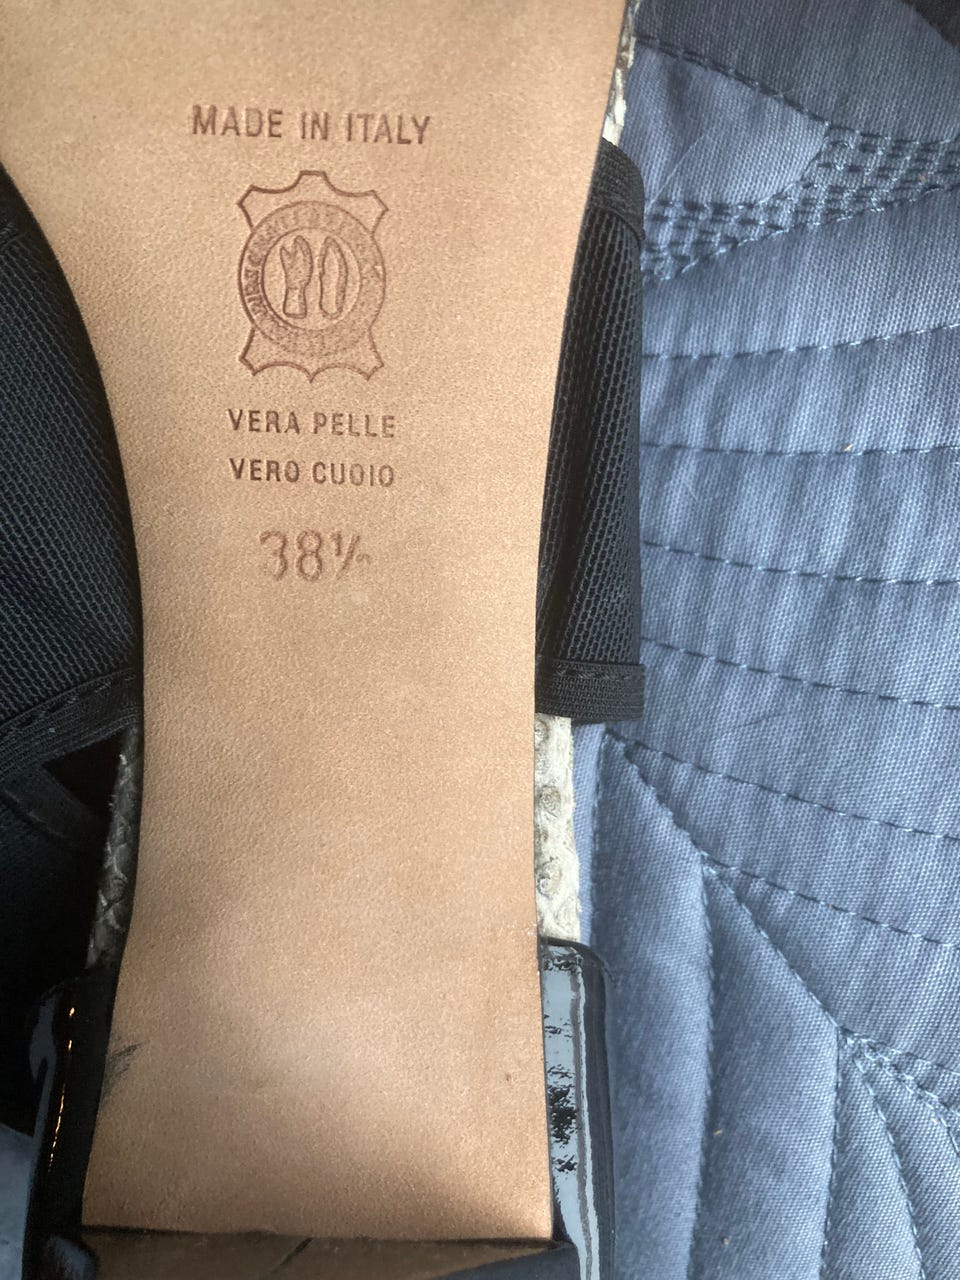 MADE IN ITALY
VERA PELLE
VERO CUOIO
38½